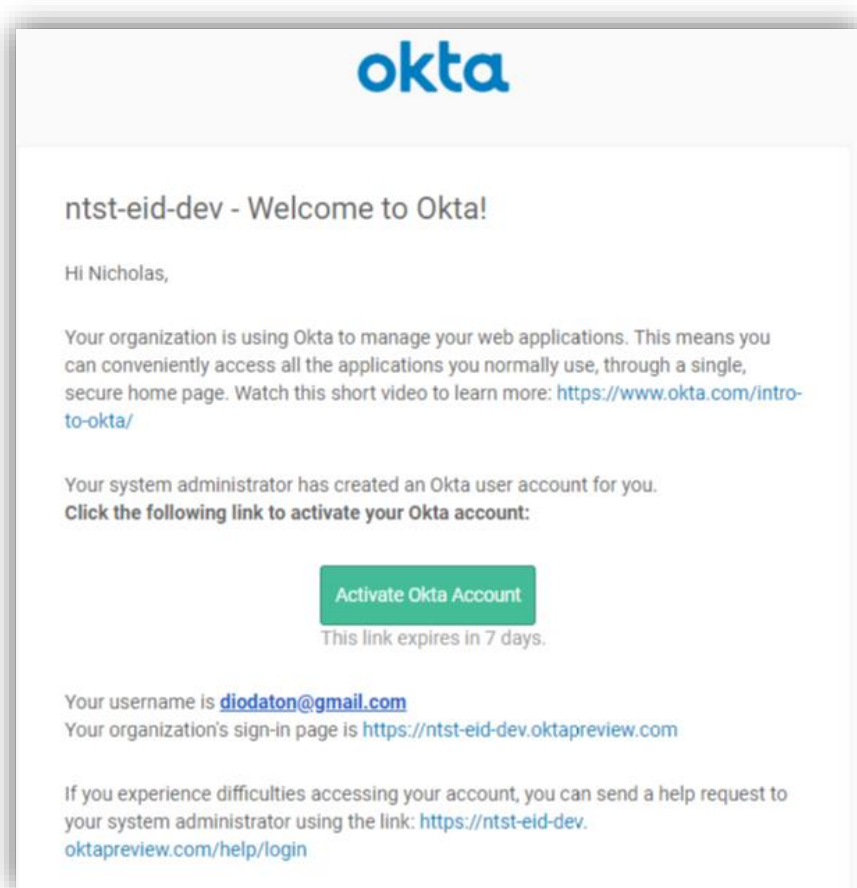 okta
ntst-eid-dev - Welcome to Okta!
Hi Nicholas,
Your organization is using Okta to manage your web applications. This means you
can conveniently access all the applications you normally use, through a single,
secure home page. Watch this short video to learn more: https://www.okta.com/intro-
to-okta/
Your system administrator has created an Okta user account for you.
Click the following link to activate your Okta account:
Activate Okta Account
This link expires in 7 days.
Your username is diodaton@gmail.com
Your organization's sign-in page is https://ntst-eid-dev.oktapreview.com
If you experience difficulties accessing your account, you can send a help request to
your system administrator using the link: https://ntst-eid-dev.
oktapreview.com/help/login